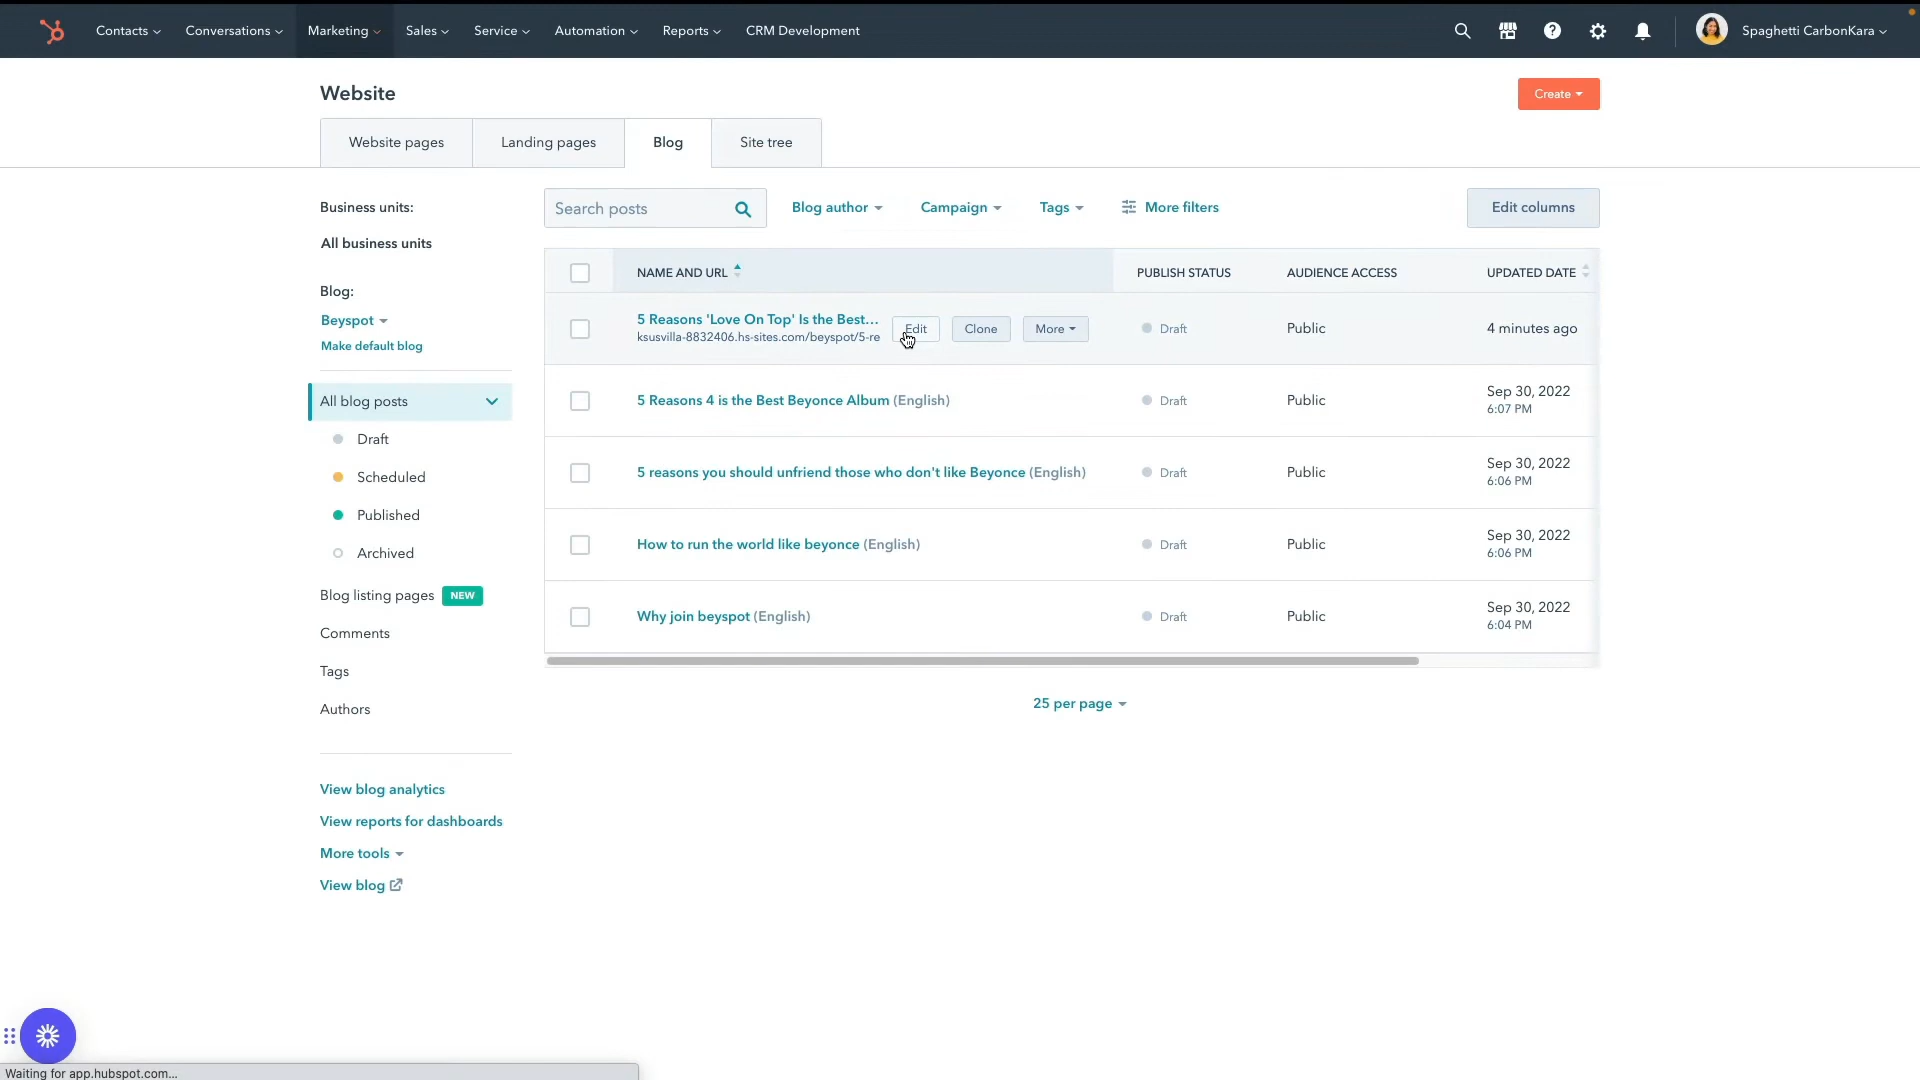 Contacts Conversations Marketing Sales Service Automation Reports CRM Development Spaghetti CarbonKara
Website
Create
Website pages Landing pages Blog Site tree
Business units:
All business units
Blog:
Beyspot
Make default blog
All blog posts
Draft
Scheduled
Published
Archived
Blog listing pages NEW
Comments
Tags
Authors
View blog analytics
View reports for dashboards
More tools
View blog
Search posts Blog author Campaign Tags More filters Edit columns
NAME AND URL PUBLISH STATUS AUDIENCE ACCESS UPDATED DATE
5 Reasons 'Love On Top' Is the Best... Edit Clone More Draft Public 4 minutes ago
ksusvilla-8832406.hs-sites.com/beyspot/5-re
5 Reasons 4 is the Best Beyonce Album (English) Draft Public Sep 30, 2022
6:07 PM
5 reasons you should unfriend those who don't like Beyonce (English) Draft Public Sep 30, 2022
6:06 PM
How to run the world like beyonce (English) Draft Public Sep 30, 2022
6:06 PM
Why join beyspot (English) Draft Public Sep 30, 2022
6:04 PM
25 per page
Waiting for app.hubspot.com...